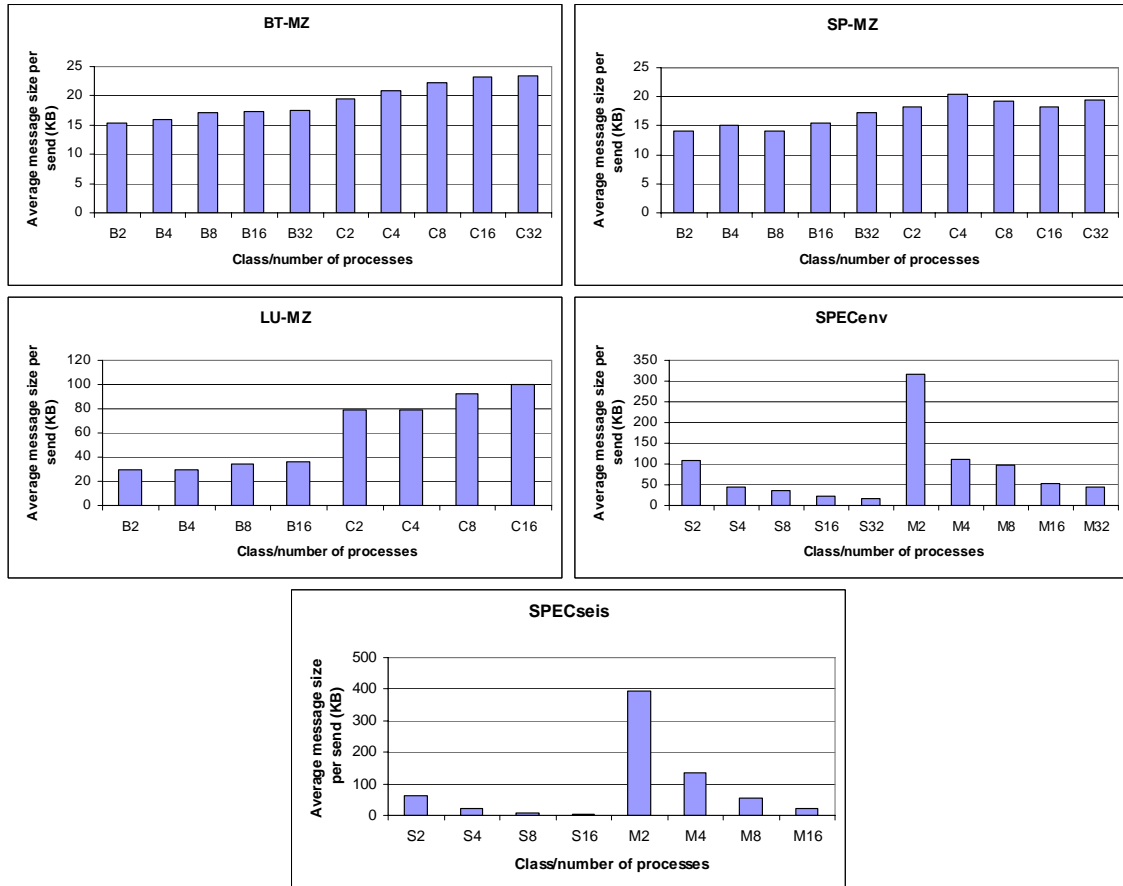 BT-MZ
Average message size per
send (KB)
25
20
15
10
5
0
B2 B4 B8 B16 B32 C2 C4 C8 C16 C32
Class/number of processes
SP-MZ
Average message size per
send (KB)
25
20
15
10
5
0
B2 B4 B8 B16 B32 C2 C4 C8 C16 C32
Class/number of processes
LU-MZ
Average message size per
send (KB)
120
100
80
60
40
20
0
B2 B4 B8 B16 C2 C4 C8 C16
Class/number of processes
SPECenv
Average message size per
send (KB)
350
300
250
200
150
100
50
0
S2 S4 S8 S16 S32 M2 M4 M8 M16 M32
Class/number of processes
SPECseis
Average message size
per send (KB)
500
400
300
200
100
0
S2 S4 S8 S16 M2 M4 M8 M16
Class/number of processes